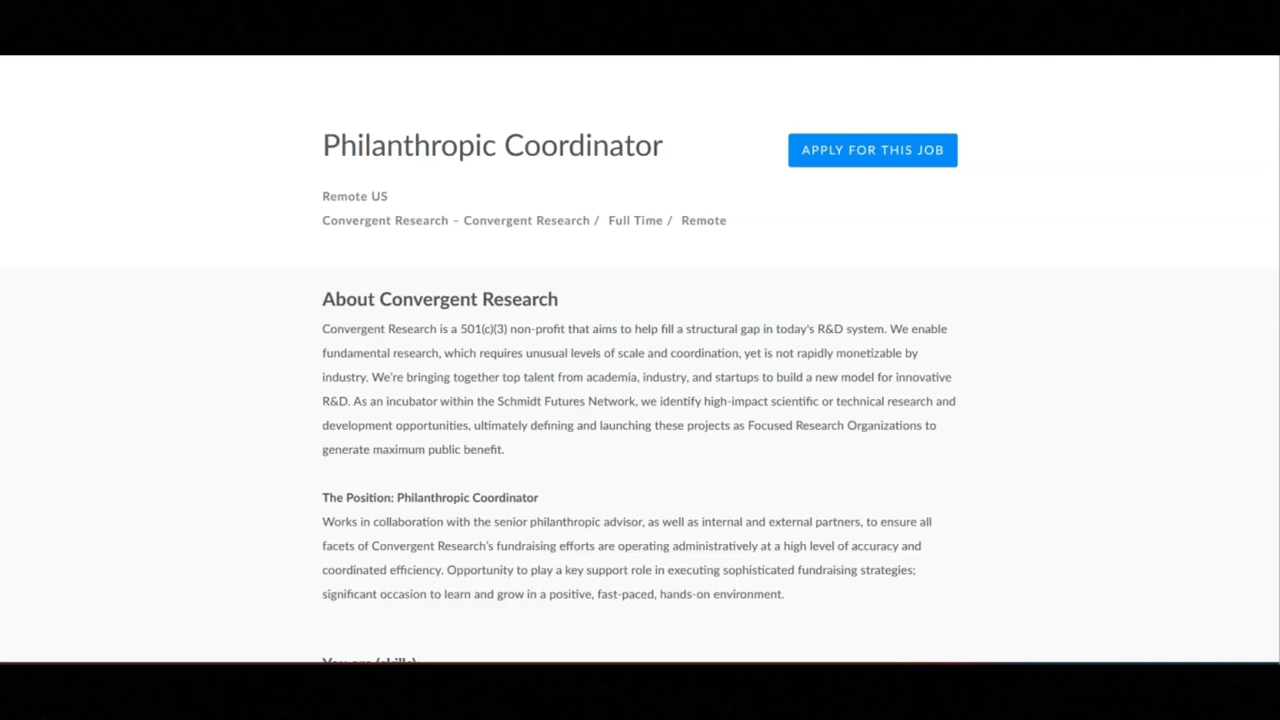 Philanthropic Coordinator
APPLY FOR THIS JOB
Remote US
Convergent Research – Convergent Research / Full Time / Remote
About Convergent Research
Convergent Research is a 501(c)(3) non-profit that aims to help fill a structural gap in today's R&D system. We enable
fundamental research, which requires unusual levels of scale and coordination, yet is not rapidly monetizable by
industry. We're bringing together top talent from academia, industry, and startups to build a new model for innovative
R&D. As an incubator within the Schmidt Futures Network, we identify high-impact scientific or technical research and
development opportunities, ultimately defining and launching these projects as Focused Research Organizations to
generate maximum public benefit.
The Position: Philanthropic Coordinator
Works in collaboration with the senior philanthropic advisor, as well as internal and external partners, to ensure all
facets of Convergent Research’s fundraising efforts are operating administratively at a high level of accuracy and
coordinated efficiency. Opportunity to play a key support role in executing sophisticated fundraising strategies;
significant occasion to learn and grow in a positive, fast-paced, hands-on environment.
You are (skills)